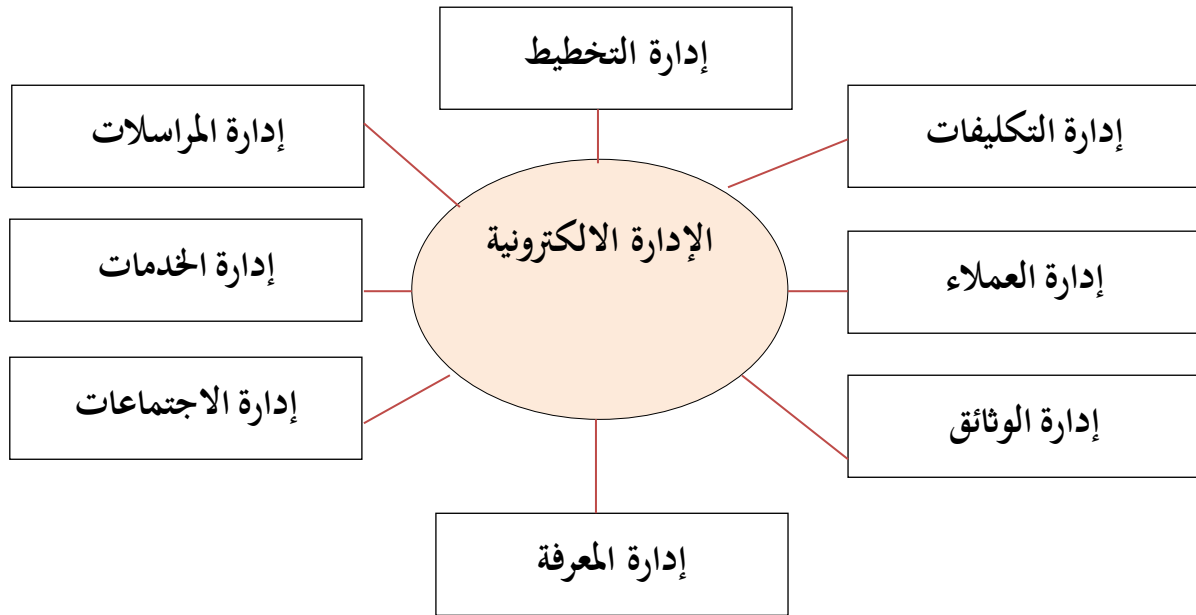 إدارة التخطيط
إدارة التكليفات
إدارة المراسلات
الإدارة الالكترونية
إدارة العملاء
إدارة الخدمات
إدارة الوثائق
إدارة الاجتماعات
إدارة المعرفة